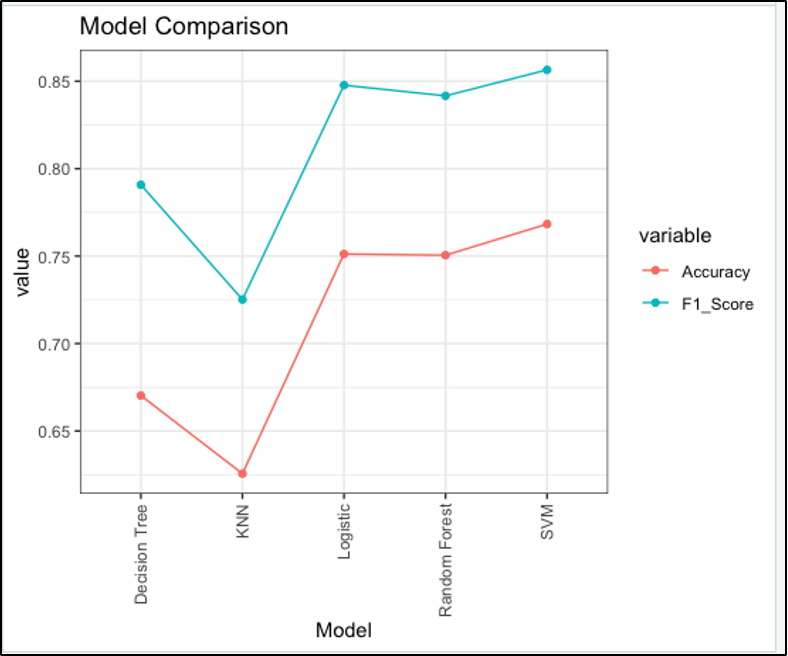 Model Comparison
0.85
0.80
0.75
0.70
0.65
value
Decision Tree
KNN
Logistic
Random Forest
SVM
Model
variable
Accuracy
F1_Score